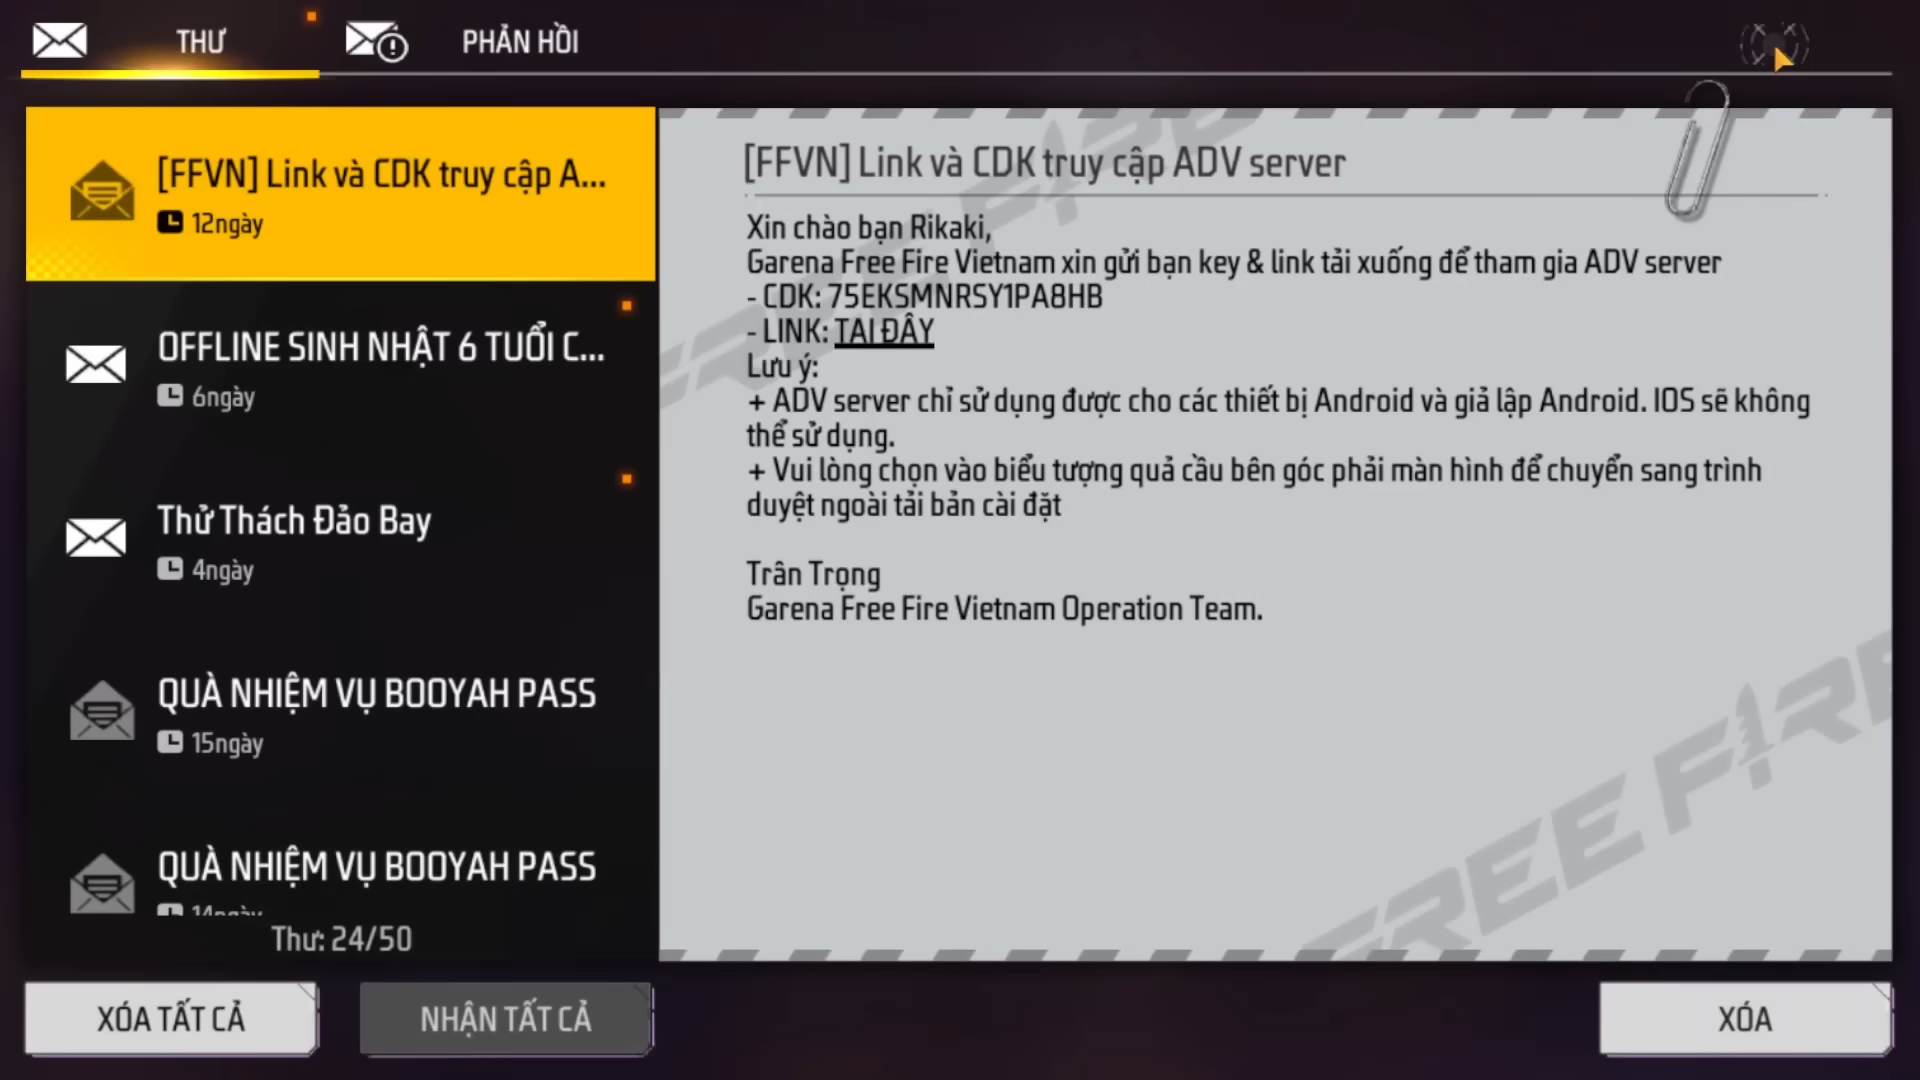 THƯ
PHẢN HỒI
[FFVN] Link và CDK truy cập A...
12ngày
OFFLINE SINH NHẬT 6 TUỔI C...
6ngày
Thử Thách Đảo Bay
4ngày
QUÀ NHIỆM VỤ BOOYAH PASS
15ngày
QUÀ NHIỆM VỤ BOOYAH PASS
14ngày
Thư: 24/50
XÓA TẤT CẢ
NHẬN TẤT CẢ
[FFVN] Link và CDK truy cập ADV server
Xin chào bạn Rikaki,
Garena Free Fire Vietnam xin gửi bạn key & link tải xuống để tham gia ADV server
- CDK: 75EKSMNRSY1PA8HB
- LINK: TẠI ĐÂY
Lưu ý:
+ ADV server chỉ sử dụng được cho các thiết bị Android và giả lập Android. IOS sẽ không
thể sử dụng.
+ Vui lòng chọn vào biểu tượng quả cầu bên góc phải màn hình để chuyển sang trình
duyệt ngoài tải bản cài đặt
Trân Trọng
Garena Free Fire Vietnam Operation Team.
FREE FIRE
FREE FIRE
XÓA